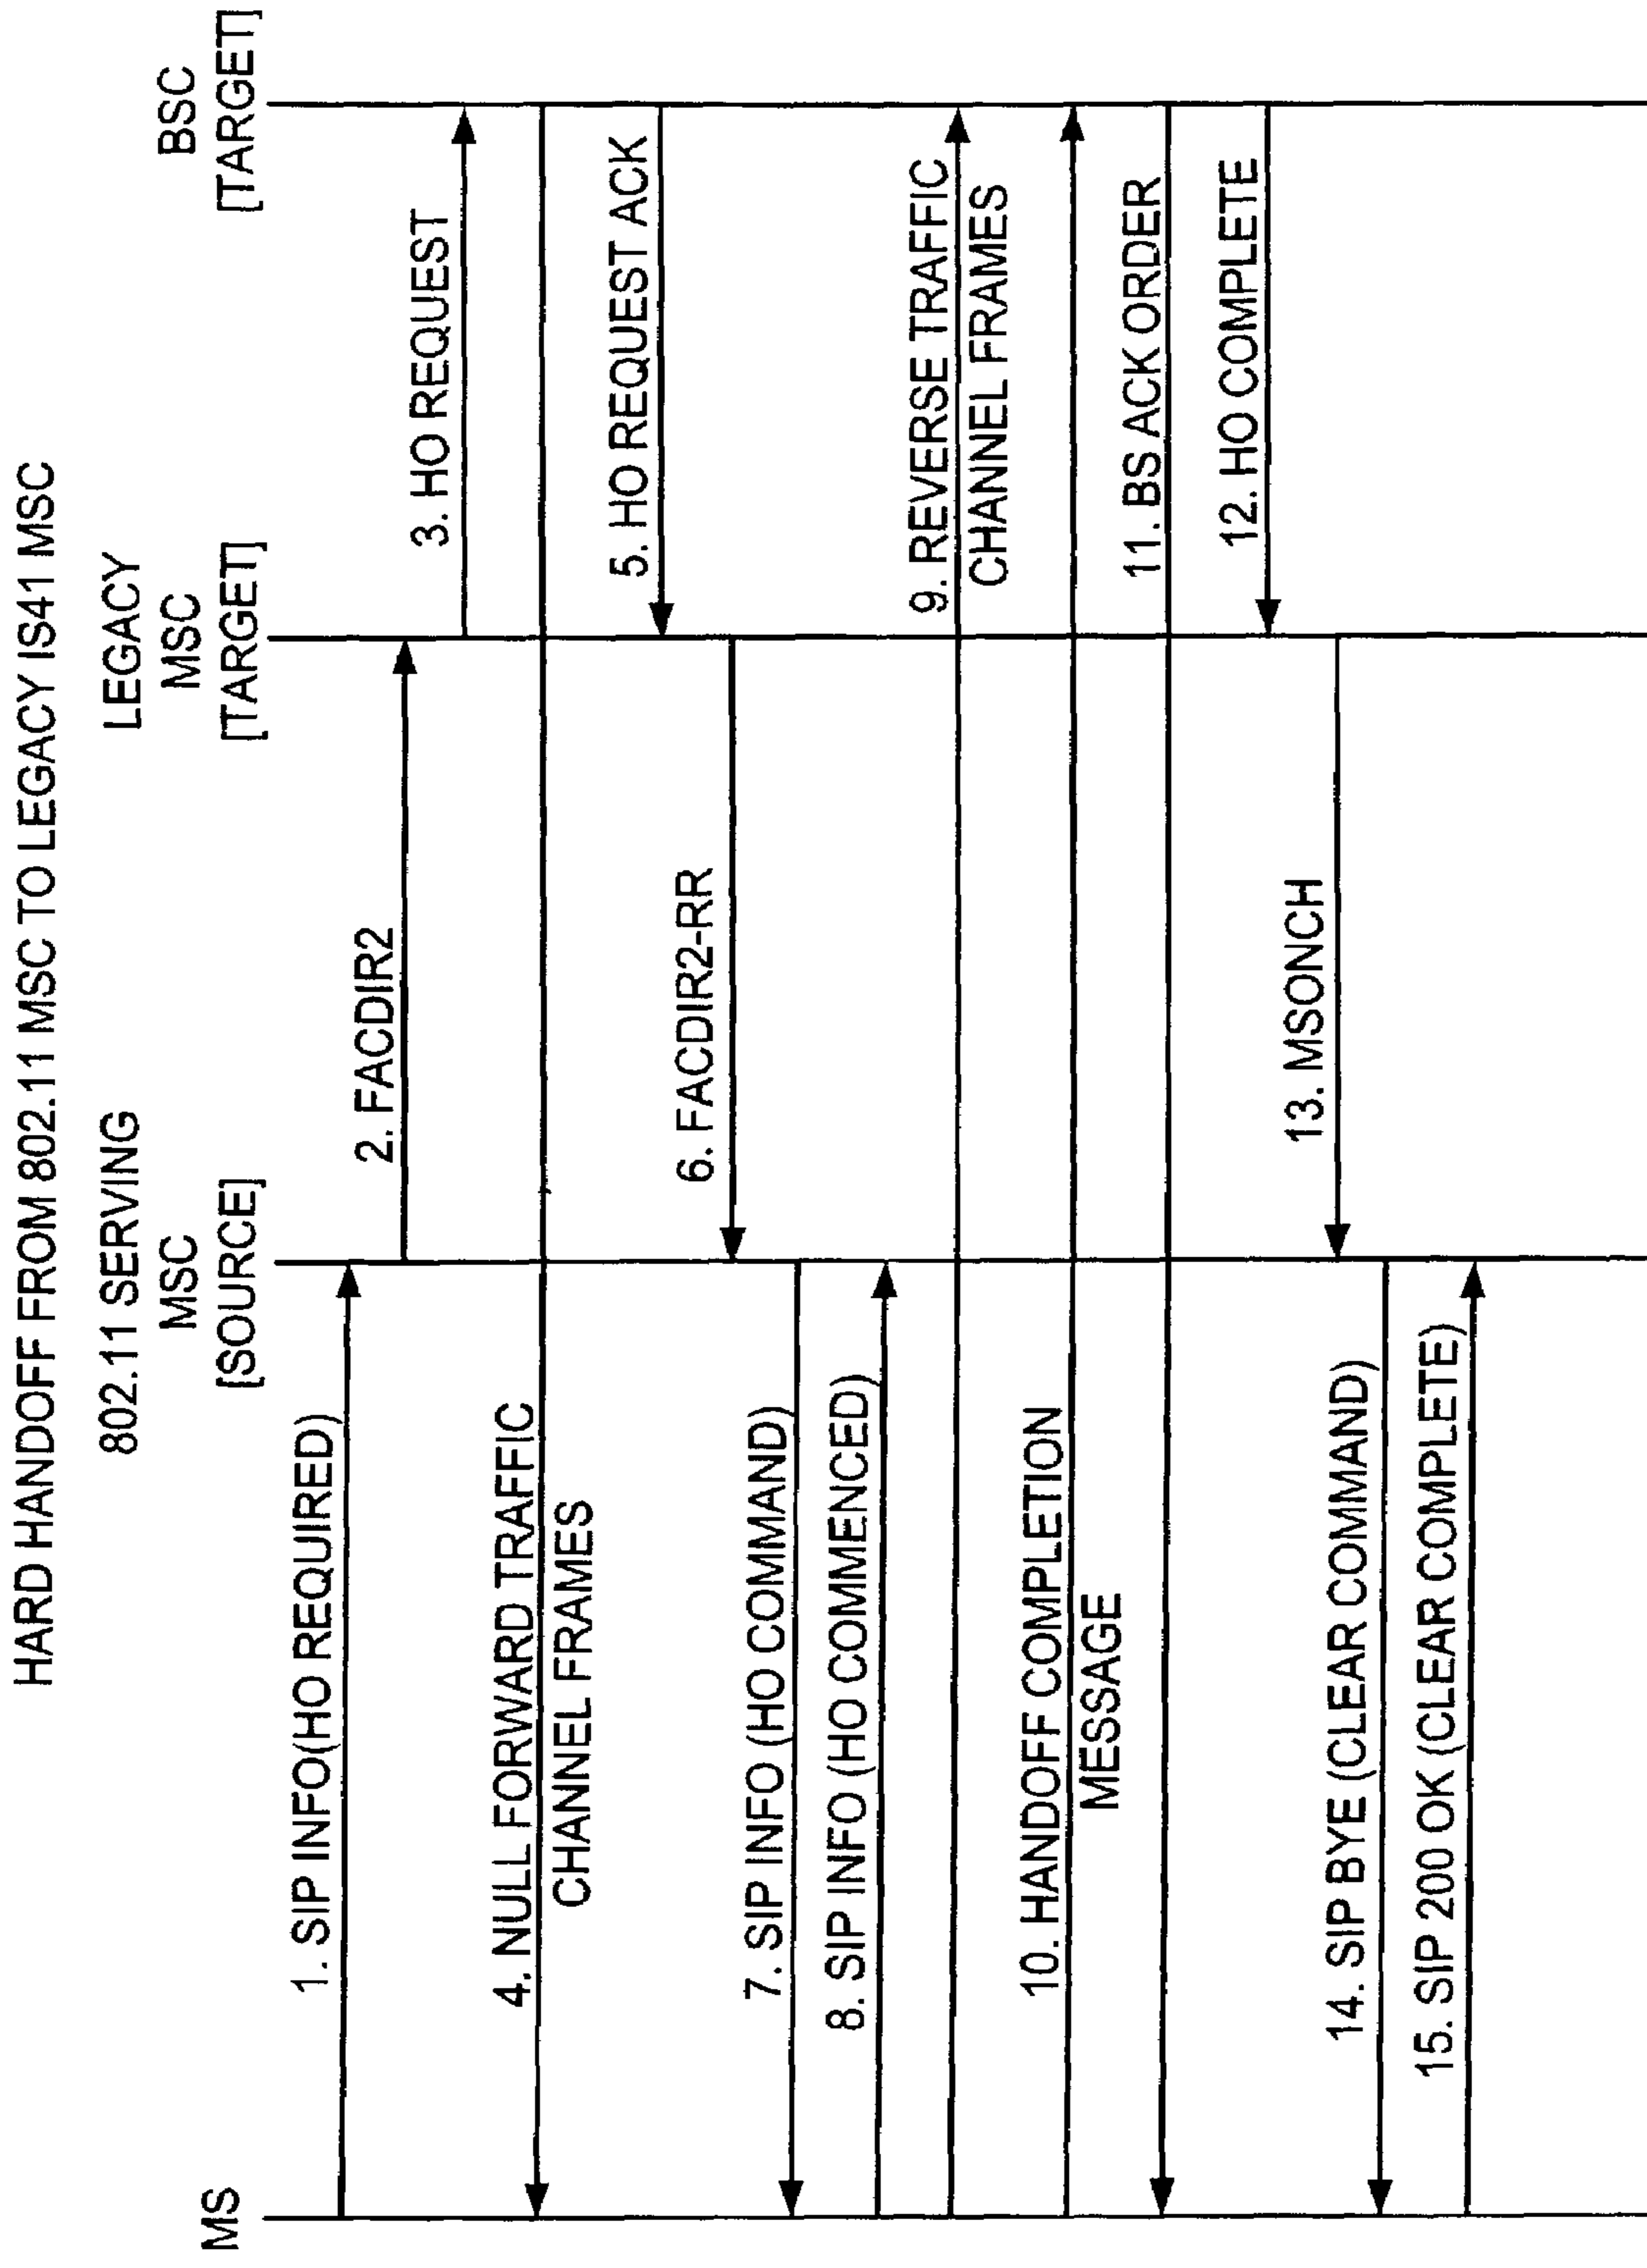 HARD HANDOFF FROM 802.11 MSC TO LEGACY IS41 MSC
MS
802.11 SERVING
MSC
[SOURCE]
LEGACY
MSC
[TARGET]
BSC
[TARGET]
1. SIP INFO(HO REQUIRED)
2. FACDIR2
3. HO REQUEST
4. NULL FORWARD TRAFFIC
CHANNEL FRAMES
5. HO REQUEST ACK
6. FACDIR2-RR
7. SIP INFO (HO COMMAND)
8. SIP INFO (HO COMMENCED)
9. REVERSE TRAFFIC
CHANNEL FRAMES
10. HANDOFF COMPLETION
MESSAGE
11. BS ACK ORDER
12. HO COMPLETE
13. MSONCH
14. SIP BYE (CLEAR COMMAND)
15. SIP 200 OK (CLEAR COMPLETE)